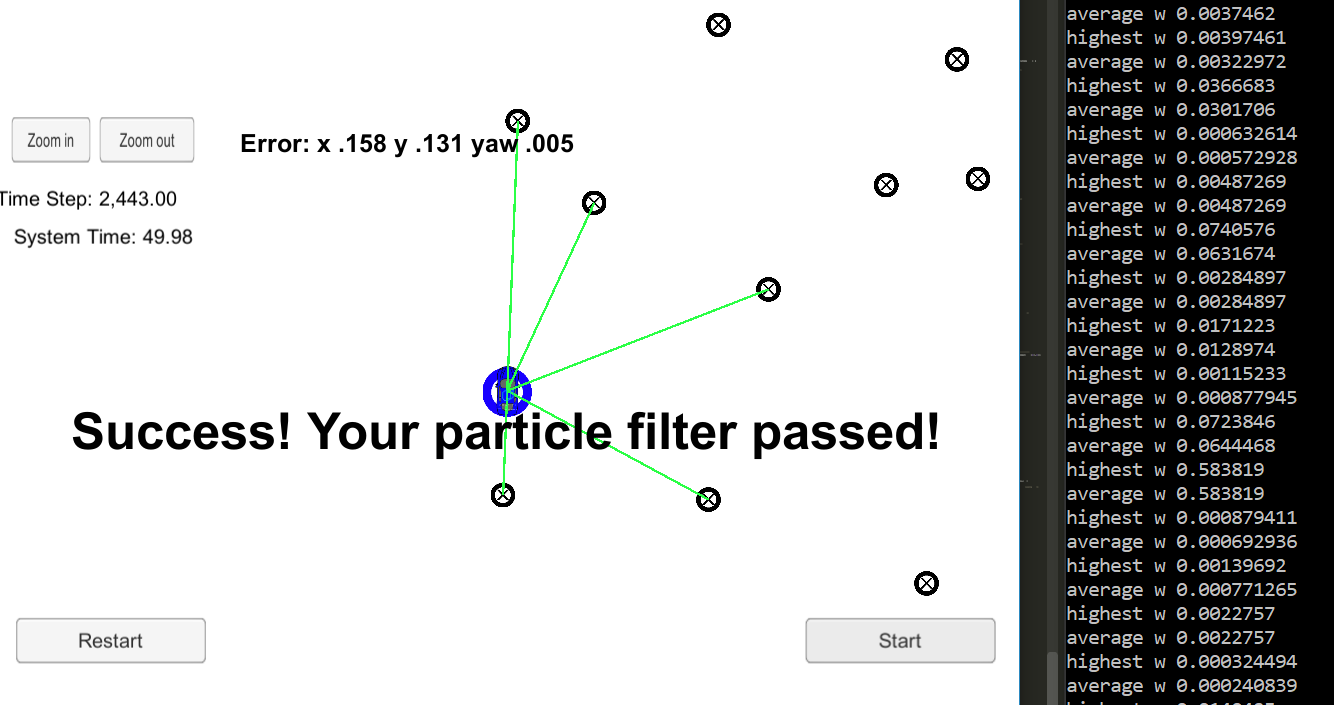 Zoom in
Zoom out
Error: x .158 y .131 yaw .005
Time Step: 2,443.00
System Time: 49.98
Success! Your particle filter passed!
Restart
Start
average w 0.0037462
highest w 0.00397461
average w 0.00322972
highest w 0.0366683
average w 0.0301706
highest w 0.000632614
average w 0.000572928
highest w 0.00487269
average w 0.00487269
highest w 0.0740576
average w 0.0631674
highest w 0.00284897
average w 0.00284897
highest w 0.0171223
average w 0.0128974
highest w 0.00115233
average w 0.000877945
highest w 0.0723846
average w 0.0644468
highest w 0.583819
average w 0.583819
highest w 0.000879411
average w 0.000692936
highest w 0.00139692
average w 0.000771265
highest w 0.0022757
average w 0.0022757
highest w 0.000324494
average w 0.000240839